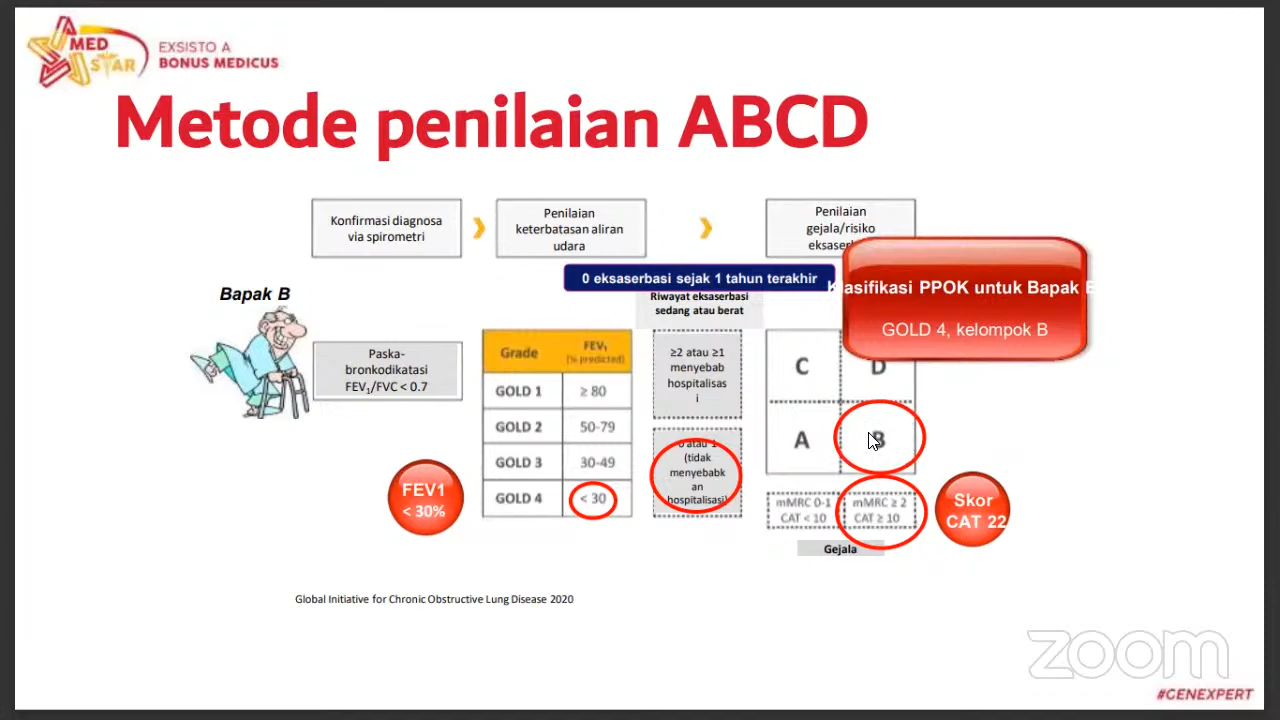 MED
STAR
EXSISTO A
BONUS MEDICUS
Metode penilaian ABCD
Konfirmasi diagnosa
via spirometri
Penilaian
keterbatasan aliran
udara
Penilaian
gejala/risiko
0 eksaserbasi sejak 1 tahun terakhir
Klasifikasi PPOK untuk Bapak B
GOLD 4, kelompok B
Bapak B
Paska-
bronkodikatasi
FEV₁/FVC < 0.7
Riwayat eksaserbasi
sedang atau berat
Grade FEV₁
(% predicted)
GOLD 1 ≥ 80
GOLD 2 50-79
GOLD 3 30-49
GOLD 4 < 30
≥2 atau ≥1
menyebab
hospitalisas
i
0 atau 1
(tidak
menyebabk
an
hospitalisasi)
C D
A B
mMRC 0-1
CAT < 10
mMRC ≥ 2
CAT ≥ 10
Gejala
FEV1
< 30%
Skor
CAT 22
Global Initiative for Chronic Obstructive Lung Disease 2020
zoom
#GENEXPERT